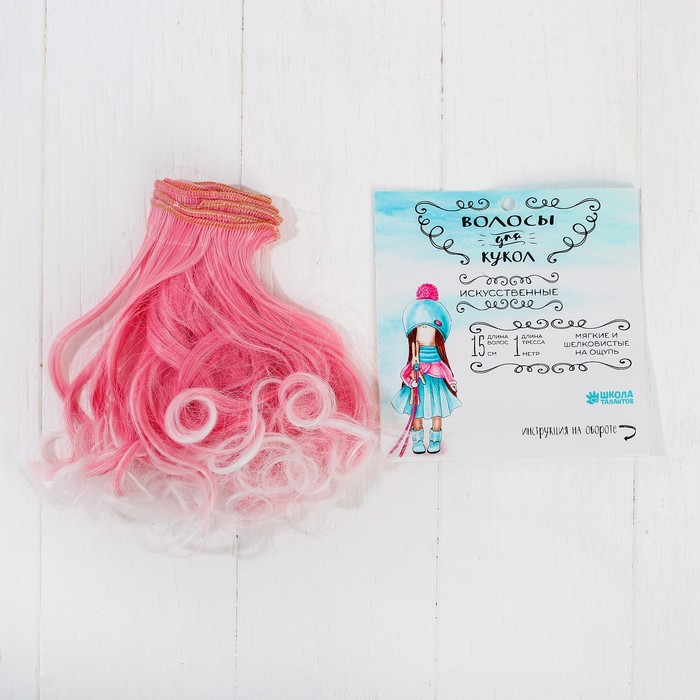 ВОЛОСЫ
для
КУКОЛ
ИСКУССТВЕННЫЕ
15 ДЛИНА ВОЛОС СМ
1 ДЛИНА ТРЕССА МЕТР
МЯГКИЕ И
ШЕЛКОВИСТЫЕ
НА ОЩУПЬ
ШКОЛА
ТАЛАНТОВ
ИНСТРУКЦИЯ НА ОБОРОТЕ